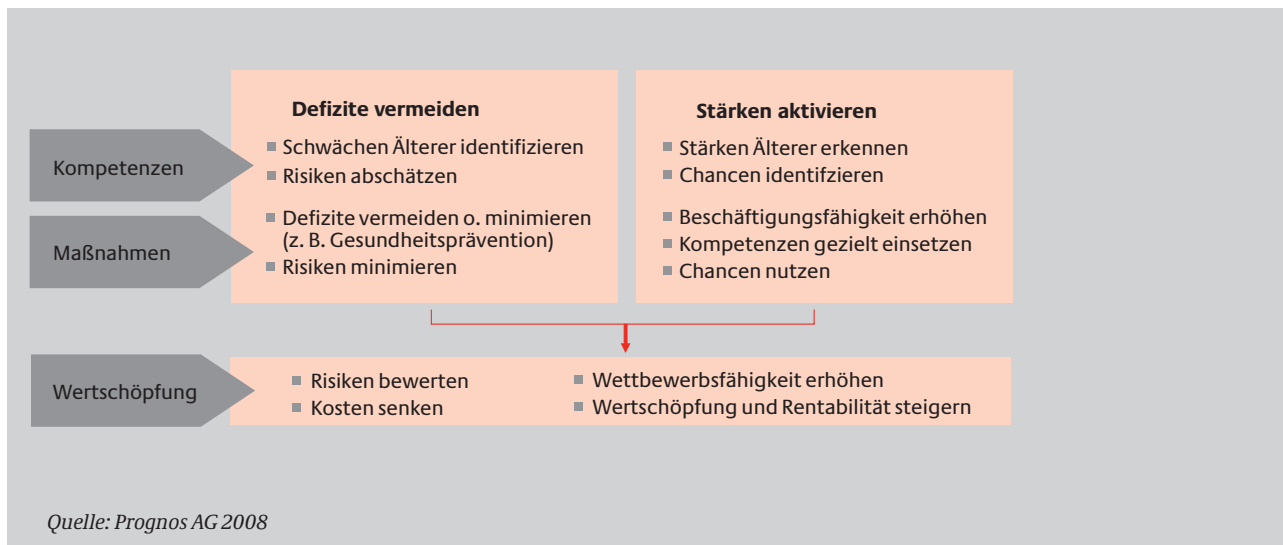 Defizite vermeiden
Stärken aktivieren
Kompetenzen
Schwächen Älterer identifizieren
Risiken abschätzen
Stärken Älterer erkennen
Chancen identifzieren
Maßnahmen
Defizite vermeiden o. minimieren
(z. B. Gesundheitsprävention)
Risiken minimieren
Beschäftigungsfähigkeit erhöhen
Kompetenzen gezielt einsetzen
Chancen nutzen
Wertschöpfung
Risiken bewerten
Kosten senken
Wettbewerbsfähigkeit erhöhen
Wertschöpfung und Rentabilität steigern
Quelle: Prognos AG 2008